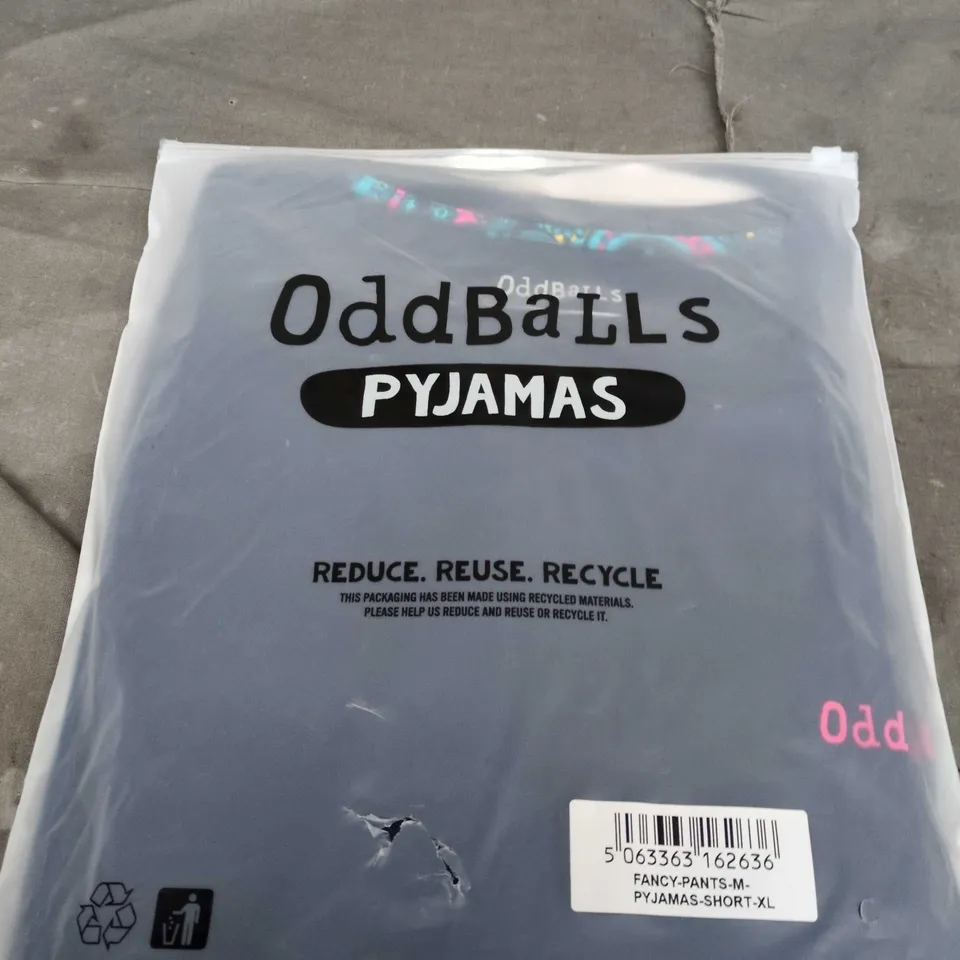 OddBaLLs
OddBaLLs
PYJAMAS
REDUCE. REUSE. RECYCLE
THIS PACKAGING HAS BEEN MADE USING RECYCLED MATERIALS.
PLEASE HELP US REDUCE AND REUSE OR RECYCLE IT.
Odd
5 063363 162636
FANCY-PANTS-M-
PYJAMAS-SHORT-XL